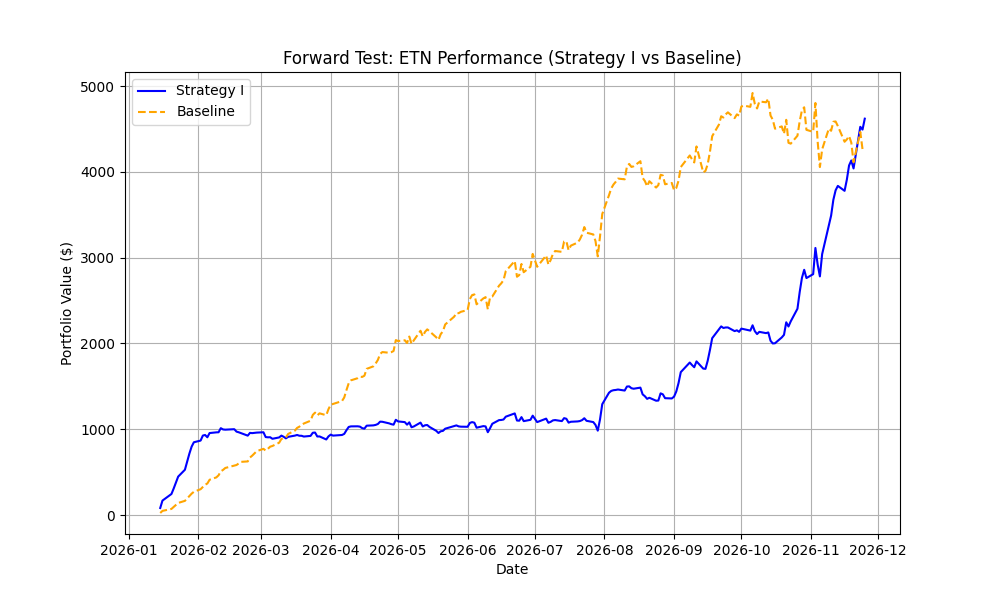 Forward Test: ETN Performance (Strategy I vs Baseline)
Strategy I
Baseline
Portfolio Value ($)
5000
4000
3000
2000
1000
0
2026-01 2026-02 2026-03 2026-04 2026-05 2026-06 2026-07 2026-08 2026-09 2026-10 2026-11 2026-12
Date